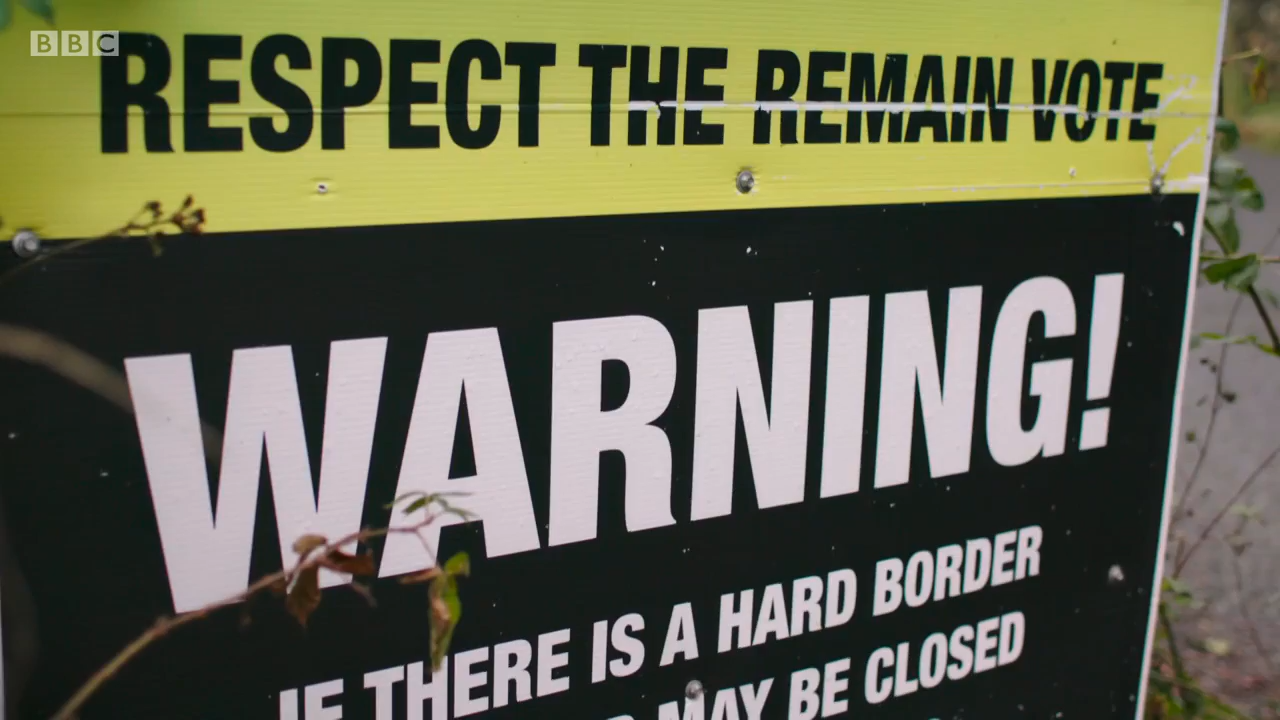 BBC
RESPECT THE REMAIN VOTE
WARNING!
IF THERE IS A HARD BORDER
MAY BE CLOSED